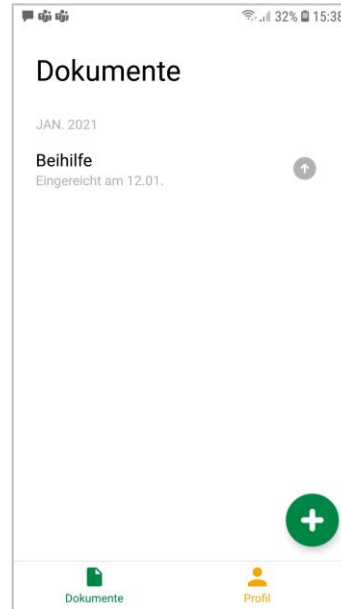 32% 15:38
Dokumente
JAN. 2021
Beihilfe
Eingereicht am 12.01.
Dokumente
Profil